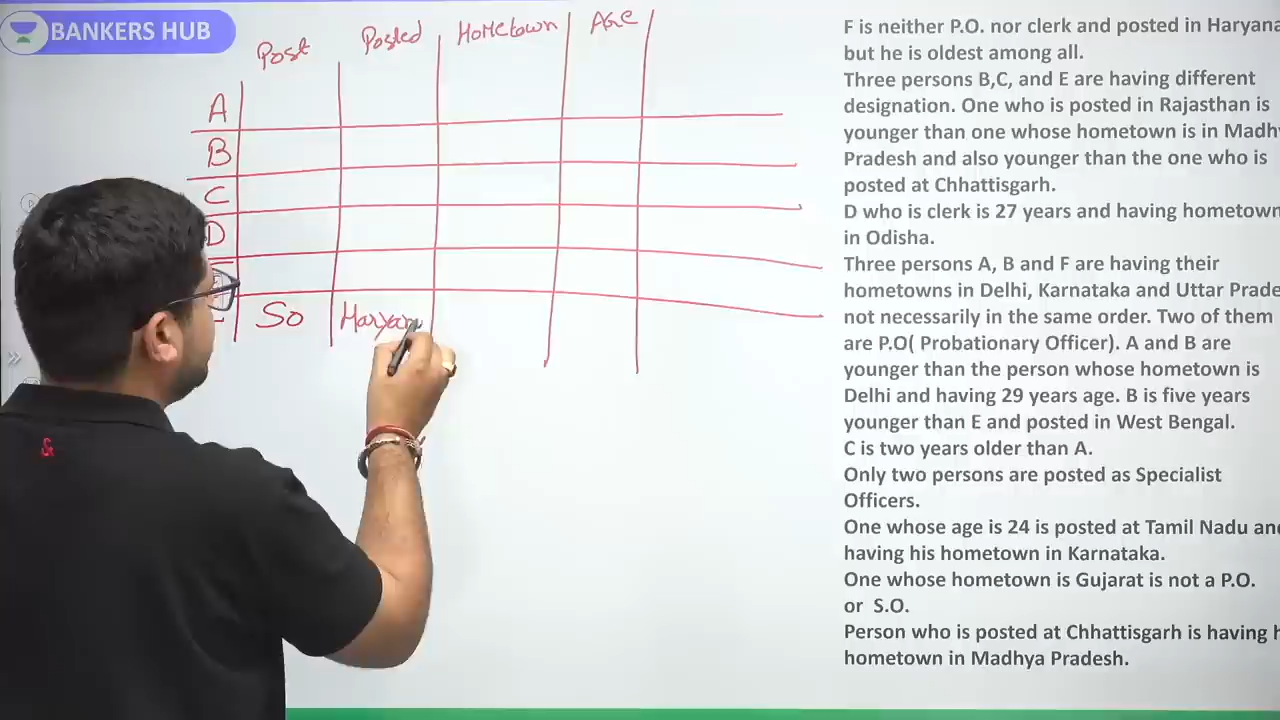 BANKERS HUB
Post Posted Hometown Age
A
B
C
D
So Haryan
&
F is neither P.O. nor clerk and posted in Haryana
but he is oldest among all.
Three persons B,C, and E are having different
designation. One who is posted in Rajasthan is
younger than one whose hometown is in Madhy
Pradesh and also younger than the one who is
posted at Chhattisgarh.
D who is clerk is 27 years and having hometown
in Odisha.
Three persons A, B and F are having their
hometowns in Delhi, Karnataka and Uttar Prade
not necessarily in the same order. Two of them
are P.O( Probationary Officer). A and B are
younger than the person whose hometown is
Delhi and having 29 years age. B is five years
younger than E and posted in West Bengal.
C is two years older than A.
Only two persons are posted as Specialist
Officers.
One whose age is 24 is posted at Tamil Nadu and
having his hometown in Karnataka.
One whose hometown is Gujarat is not a P.O.
or S.O.
Person who is posted at Chhattisgarh is having h
hometown in Madhya Pradesh.